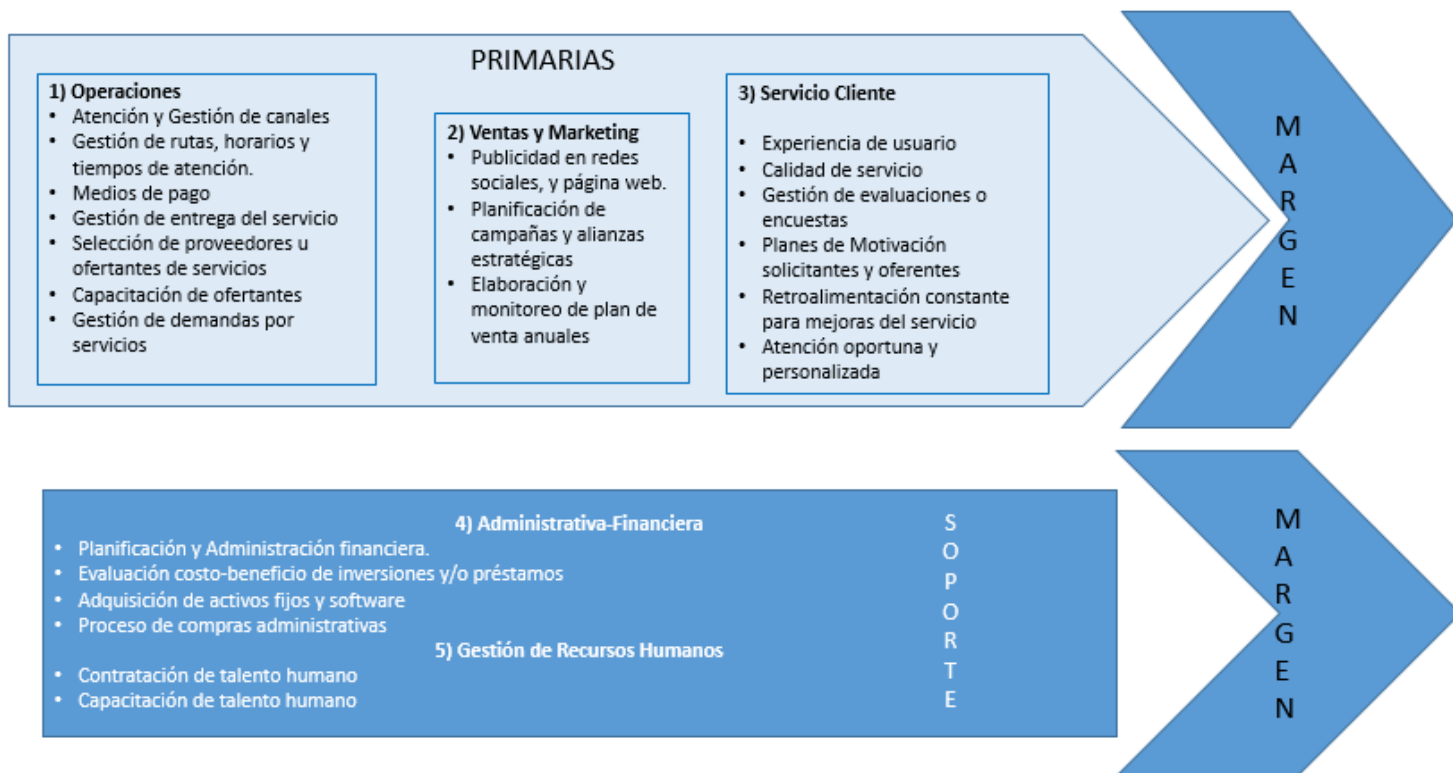 PRIMARIAS
1) Operaciones
• Atención y Gestión de canales
• Gestión de rutas, horarios y
tiempos de atención.
• Medios de pago
• Gestión de entrega del servicio
• Selección de proveedores u
ofertantes de servicios
• Capacitación de ofertantes
• Gestión de demandas por
servicios
2) Ventas y Marketing
• Publicidad en redes
sociales, y página web.
• Planificación de
campañas y alianzas
estratégicas
• Elaboración y
monitoreo de plan de
venta anuales
3) Servicio Cliente
• Experiencia de usuario
• Calidad de servicio
• Gestión de evaluaciones o
encuestas
• Planes de Motivación
solicitantes y oferentes
• Retroalimentación constante
para mejoras del servicio
• Atención oportuna y
personalizada
MARGEN
4) Administrativa-Financiera
• Planificación y Administración financiera.
• Evaluación costo-beneficio de inversiones y/o préstamos
• Adquisición de activos fijos y software
• Proceso de compras administrativas
5) Gestión de Recursos Humanos
• Contratación de talento humano
• Capacitación de talento humano
SOPORTE
MARGEN